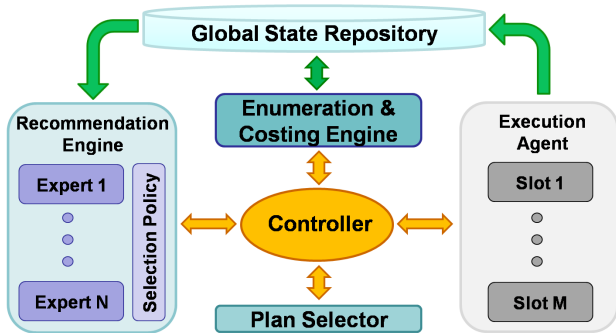 Global State Repository
Recommendation
Engine
Expert 1
Expert N
Selection Policy
Enumeration &
Costing Engine
Controller
Plan Selector
Execution
Agent
Slot 1
Slot M